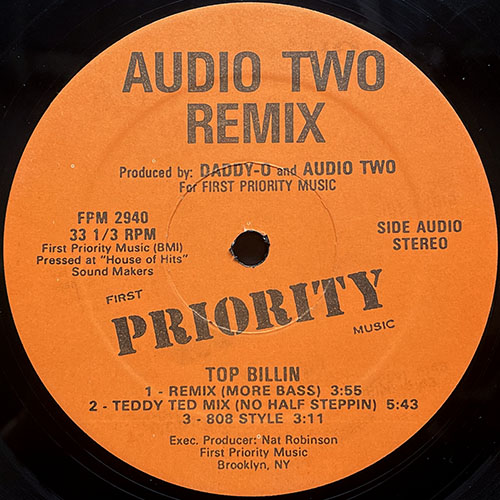 AUDIO TWO
REMIX
Produced by: DADDY-O and AUDIO TWO
For FIRST PRIORITY MUSIC
FPM 2940
33 1/3 RPM
First Priority Music (BMI)
Pressed at "House of Hits"
Sound Makers
SIDE AUDIO
STEREO
FIRST
PRIORITY
MUSIC
TOP BILLIN
1 - REMIX (MORE BASS) 3:55
2 - TEDDY TED MIX (NO HALF STEPPIN) 5:43
3 - 808 STYLE 3:11
Exec. Producer: Nat Robinson
First Priority Music
Brooklyn, NY